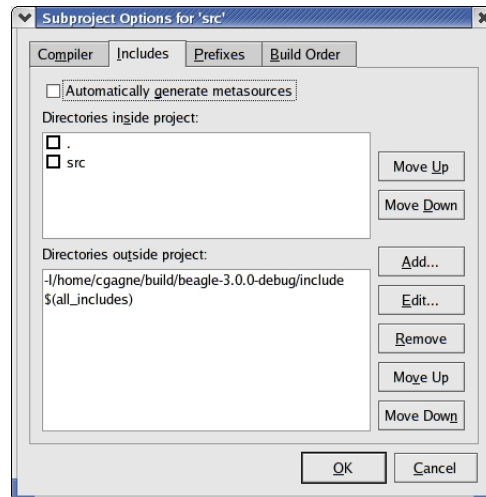 Subproject Options for 'src'
Compiler Includes Prefixes Build Order
Automatically generate metasources
Directories inside project:
.
src
Move Up
Move Down
Directories outside project:
-I/home/cgagne/build/beagle-3.0.0-debug/include
$(all_includes)
Add...
Edit...
Remove
Move Up
Move Down
OK Cancel